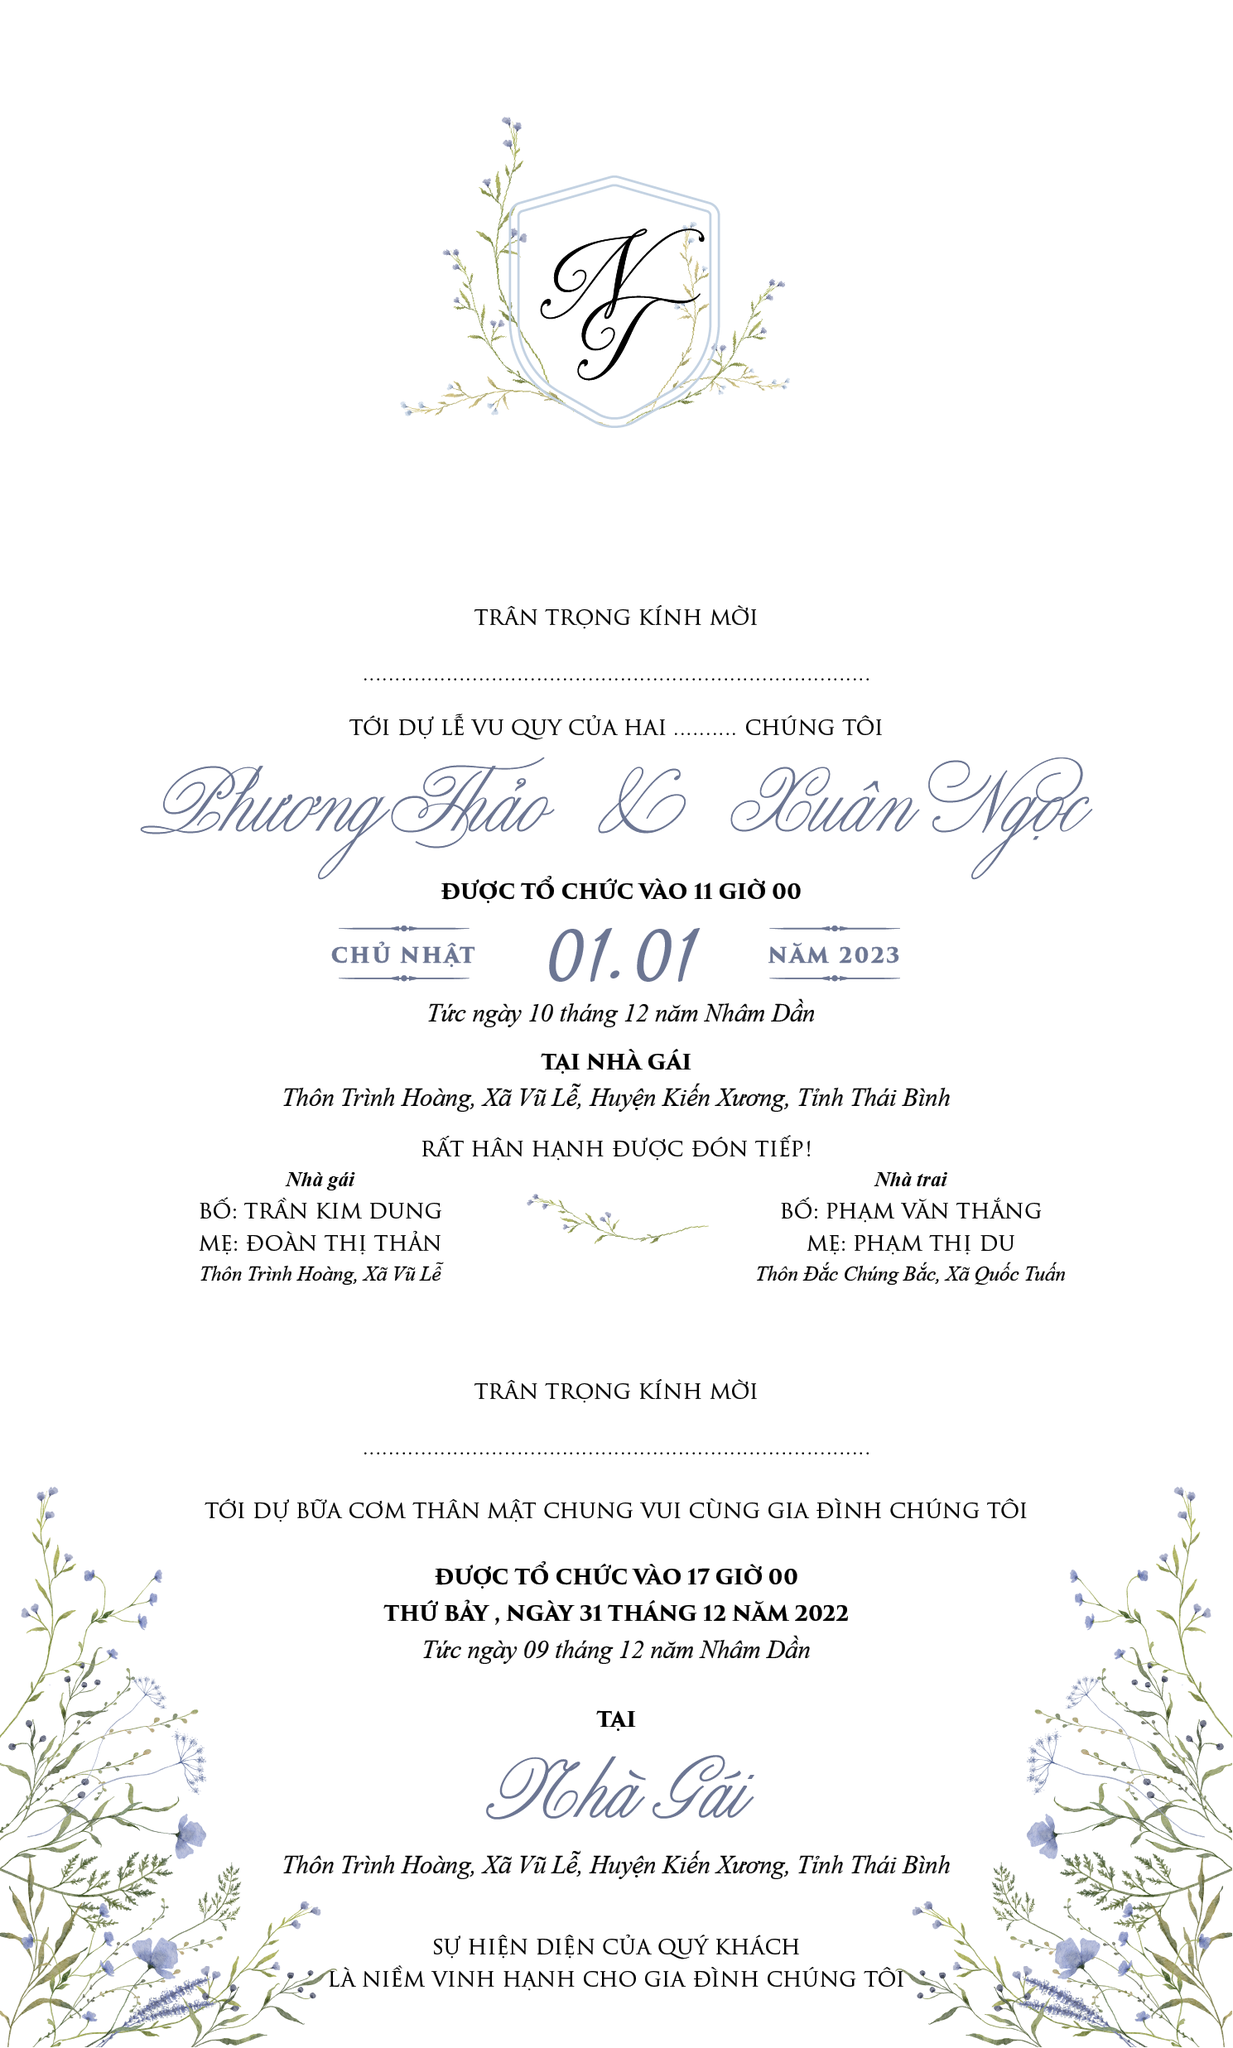 N
T
TRÂN TRỌNG KÍNH MỜI
................................................................................
TỚI DỰ LỄ VU QUY CỦA HAI .......... CHÚNG TÔI
Phương Thảo & Xuân Ngọc
ĐƯỢC TỔ CHỨC VÀO 11 GIỜ 00
CHỦ NHẬT 01.01 NĂM 2023
Tức ngày 10 tháng 12 năm Nhâm Dần
TẠI NHÀ GÁI
Thôn Trình Hoàng, Xã Vũ Lễ, Huyện Kiến Xương, Tỉnh Thái Bình
RẤT HÂN HẠNH ĐƯỢC ĐÓN TIẾP!
Nhà gái
BỐ: TRẦN KIM DUNG
MẸ: ĐOÀN THỊ THẢN
Thôn Trình Hoàng, Xã Vũ Lễ
Nhà trai
BỐ: PHẠM VĂN THẮNG
MẸ: PHẠM THỊ DU
Thôn Đắc Chúng Bắc, Xã Quốc Tuấn
TRÂN TRỌNG KÍNH MỜI
................................................................................
TỚI DỰ BỮA CƠM THÂN MẬT CHUNG VUI CÙNG GIA ĐÌNH CHÚNG TÔI
ĐƯỢC TỔ CHỨC VÀO 17 GIỜ 00
THỨ BẢY , NGÀY 31 THÁNG 12 NĂM 2022
Tức ngày 09 tháng 12 năm Nhâm Dần
TẠI
Nhà Gái
Thôn Trình Hoàng, Xã Vũ Lễ, Huyện Kiến Xương, Tỉnh Thái Bình
SỰ HIỆN DIỆN CỦA QUÝ KHÁCH
LÀ NIỀM VINH HẠNH CHO GIA ĐÌNH CHÚNG TÔI